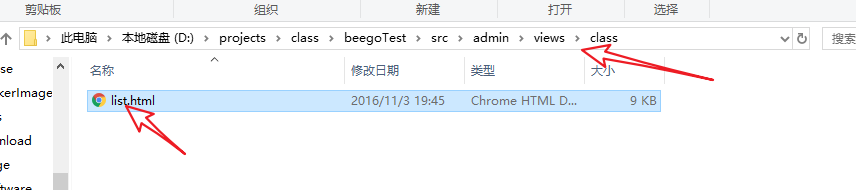 剪贴板 组织 新建 打开 选择
此电脑 本地磁盘 (D:) projects class beegoTest src admin views class 搜索
名称 修改日期 类型 大小
list.html 2016/11/3 19:45 Chrome HTML D... 9 KB
se
kerImage
s
nload
ge
tware